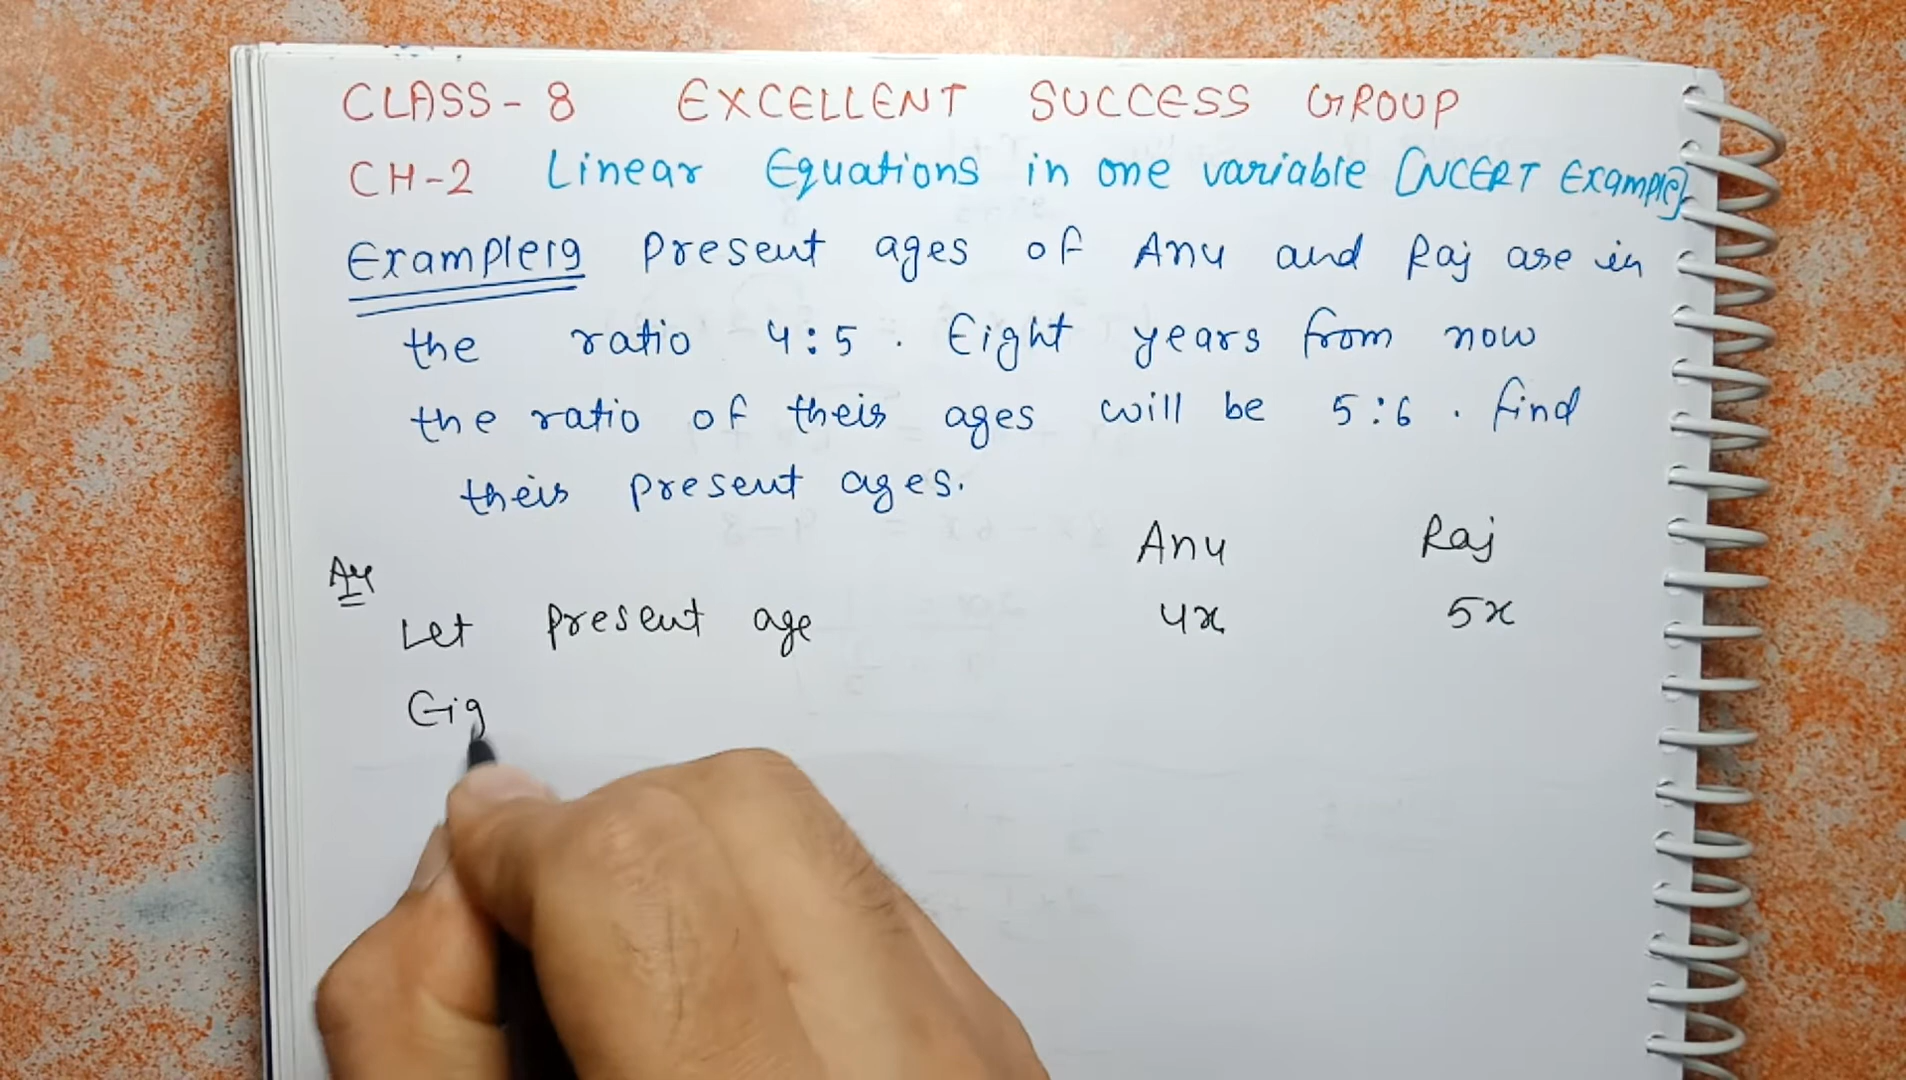 CLASS-8 EXCELLENT SUCCESS GROUP
CH-2 Linear Equations in one variable [NCERT Example]
Example19 Present ages of Anu and Raj are in
the ratio 4:5. Eight years from now
the ratio of their ages will be 5:6. find
their present ages.
Anu Raj
Let present age 4x 5x
Eig